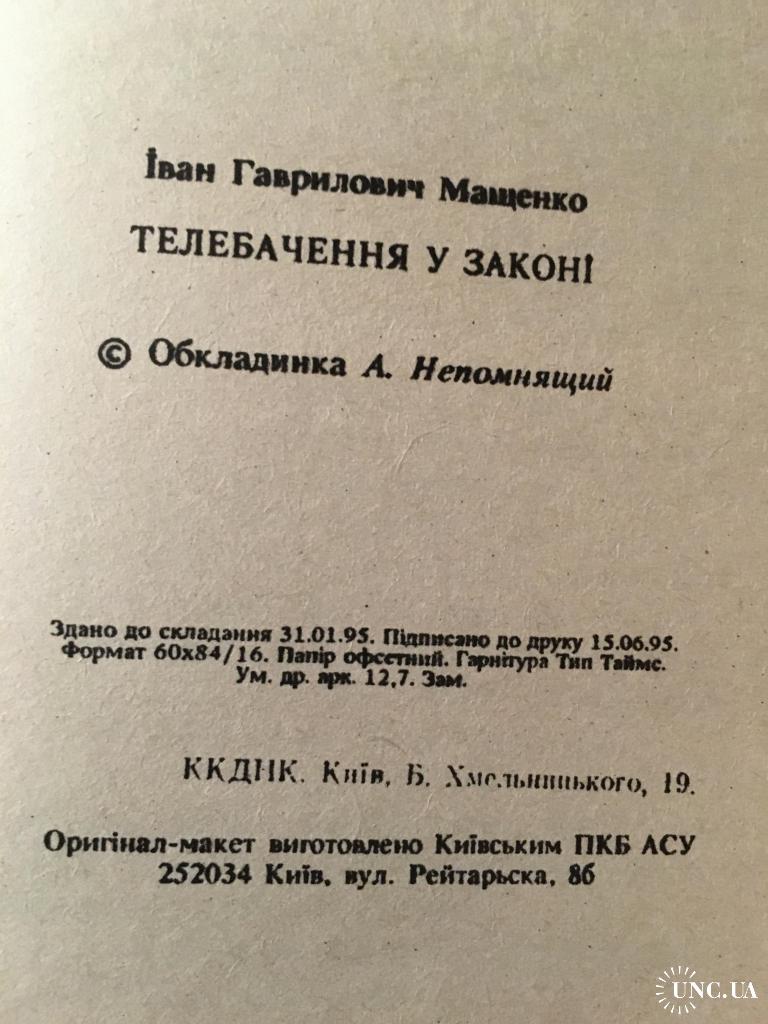 Іван Гаврилович Мащенко
ТЕЛЕБАЧЕННЯ У ЗАКОНІ
© Обкладинка А. Непомнящий
Здано до складання 31.01.95. Підписано до друку 15.06.95.
Формат 60x84/16. Папір офсетний. Гарнітура Тип Таймс.
Ум. др. арк. 12,7. Зам.
ККДНК. Київ, Б. Хмельницького, 19.
Оригінал-макет виготовлено Київським ПКБ АСУ
252034 Київ, вул. Рейтарьска, 8б
UNC.UA